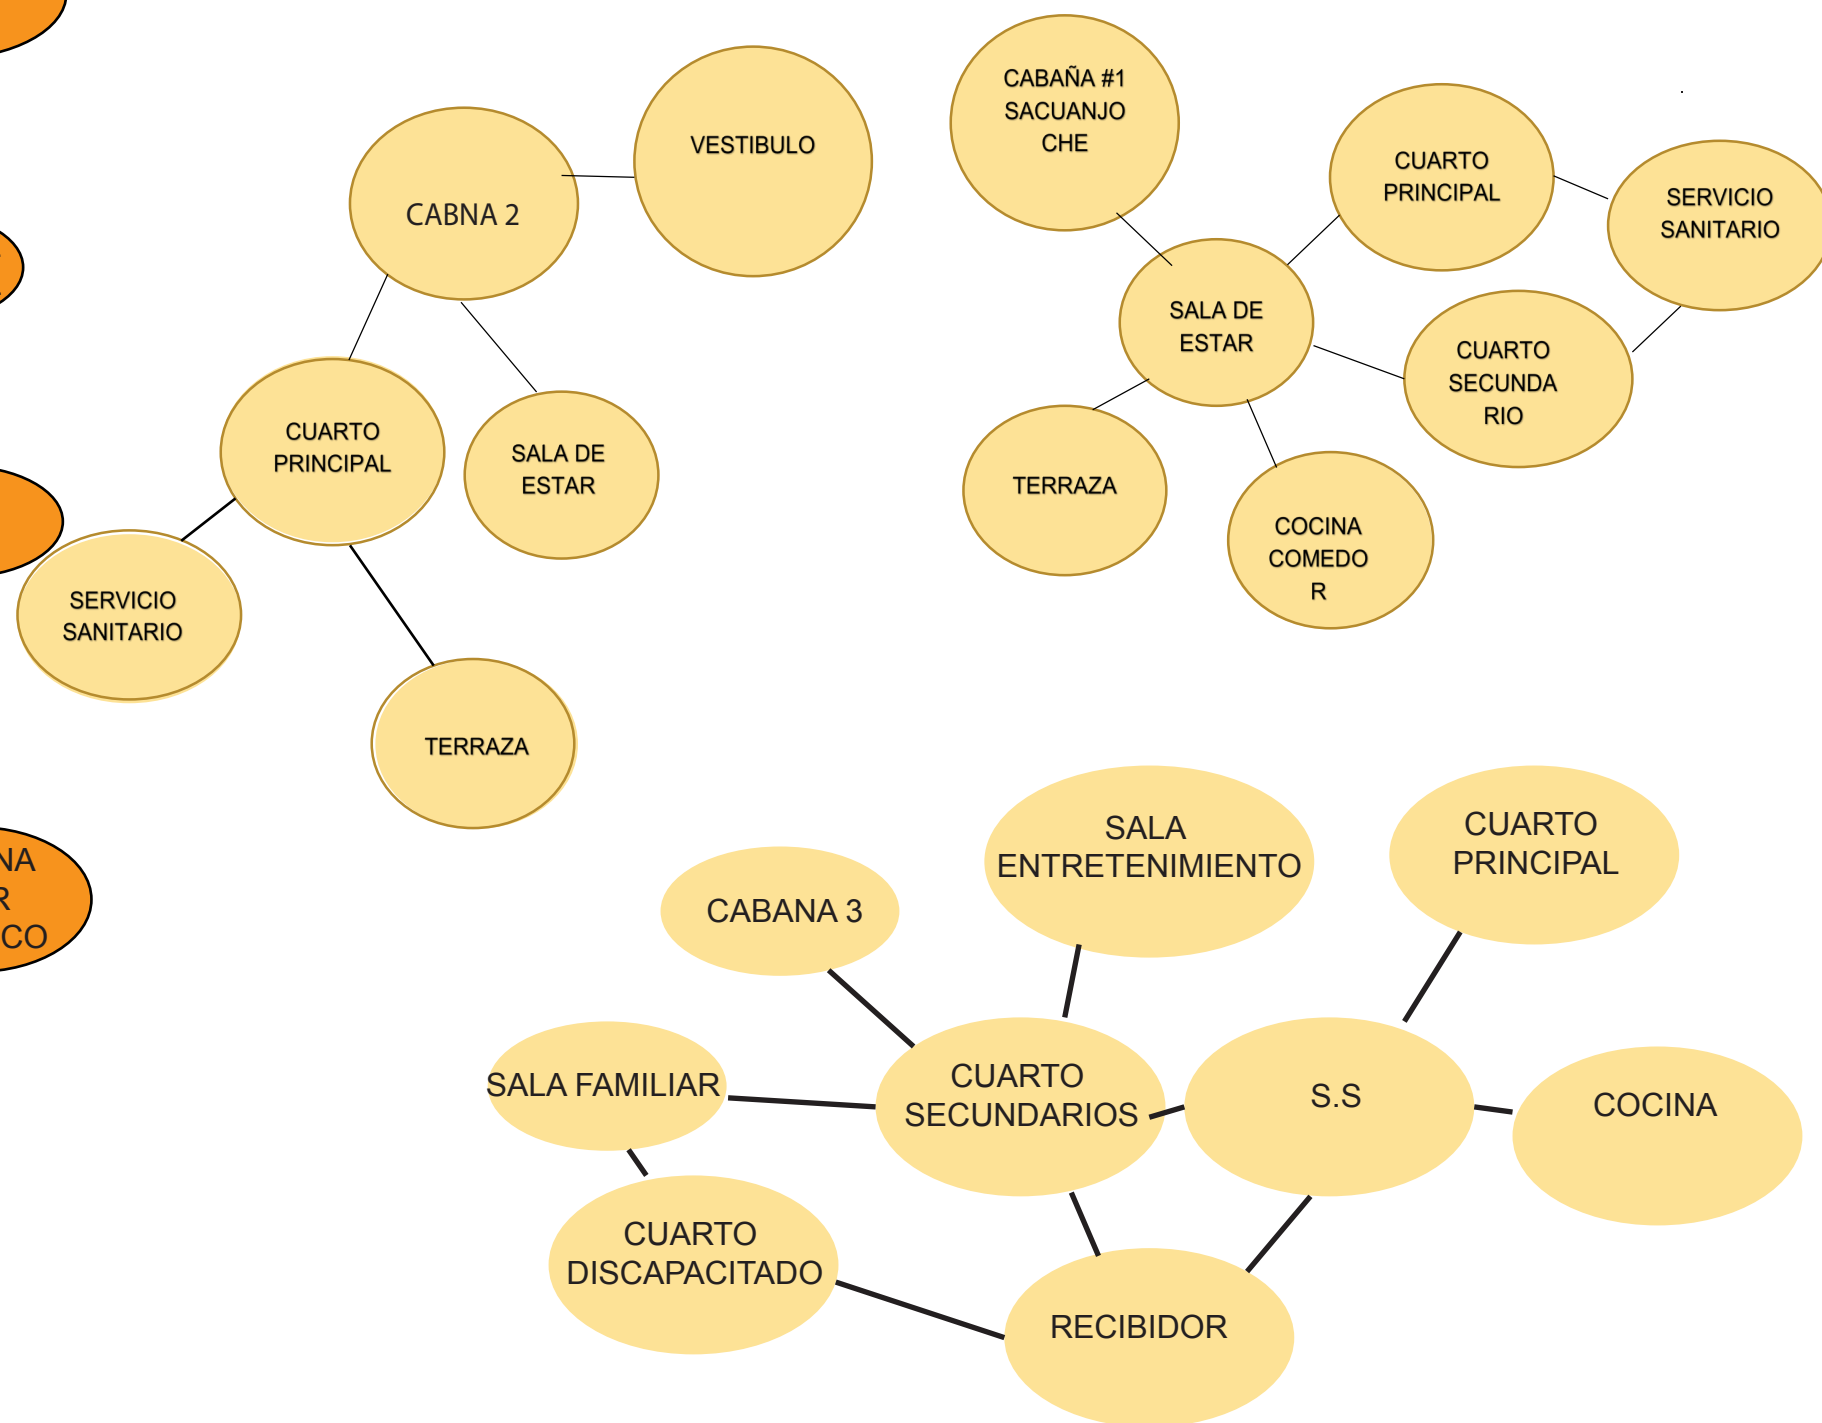 CABNA 2
VESTIBULO
CUARTO
PRINCIPAL
SALA DE
ESTAR
SERVICIO
SANITARIO
TERRAZA
CABAÑA #1
SACUANJO
CHE
CUARTO
PRINCIPAL
SERVICIO
SANITARIO
SALA DE
ESTAR
CUARTO
SECUNDA
RIO
TERRAZA
COCINA
COMEDO
R
NA
R
CO
SALA
ENTRETENIMIENTO
CUARTO
PRINCIPAL
CABANA 3
SALA FAMILIAR
CUARTO
SECUNDARIOS
S.S
COCINA
CUARTO
DISCAPACITADO
RECIBIDOR